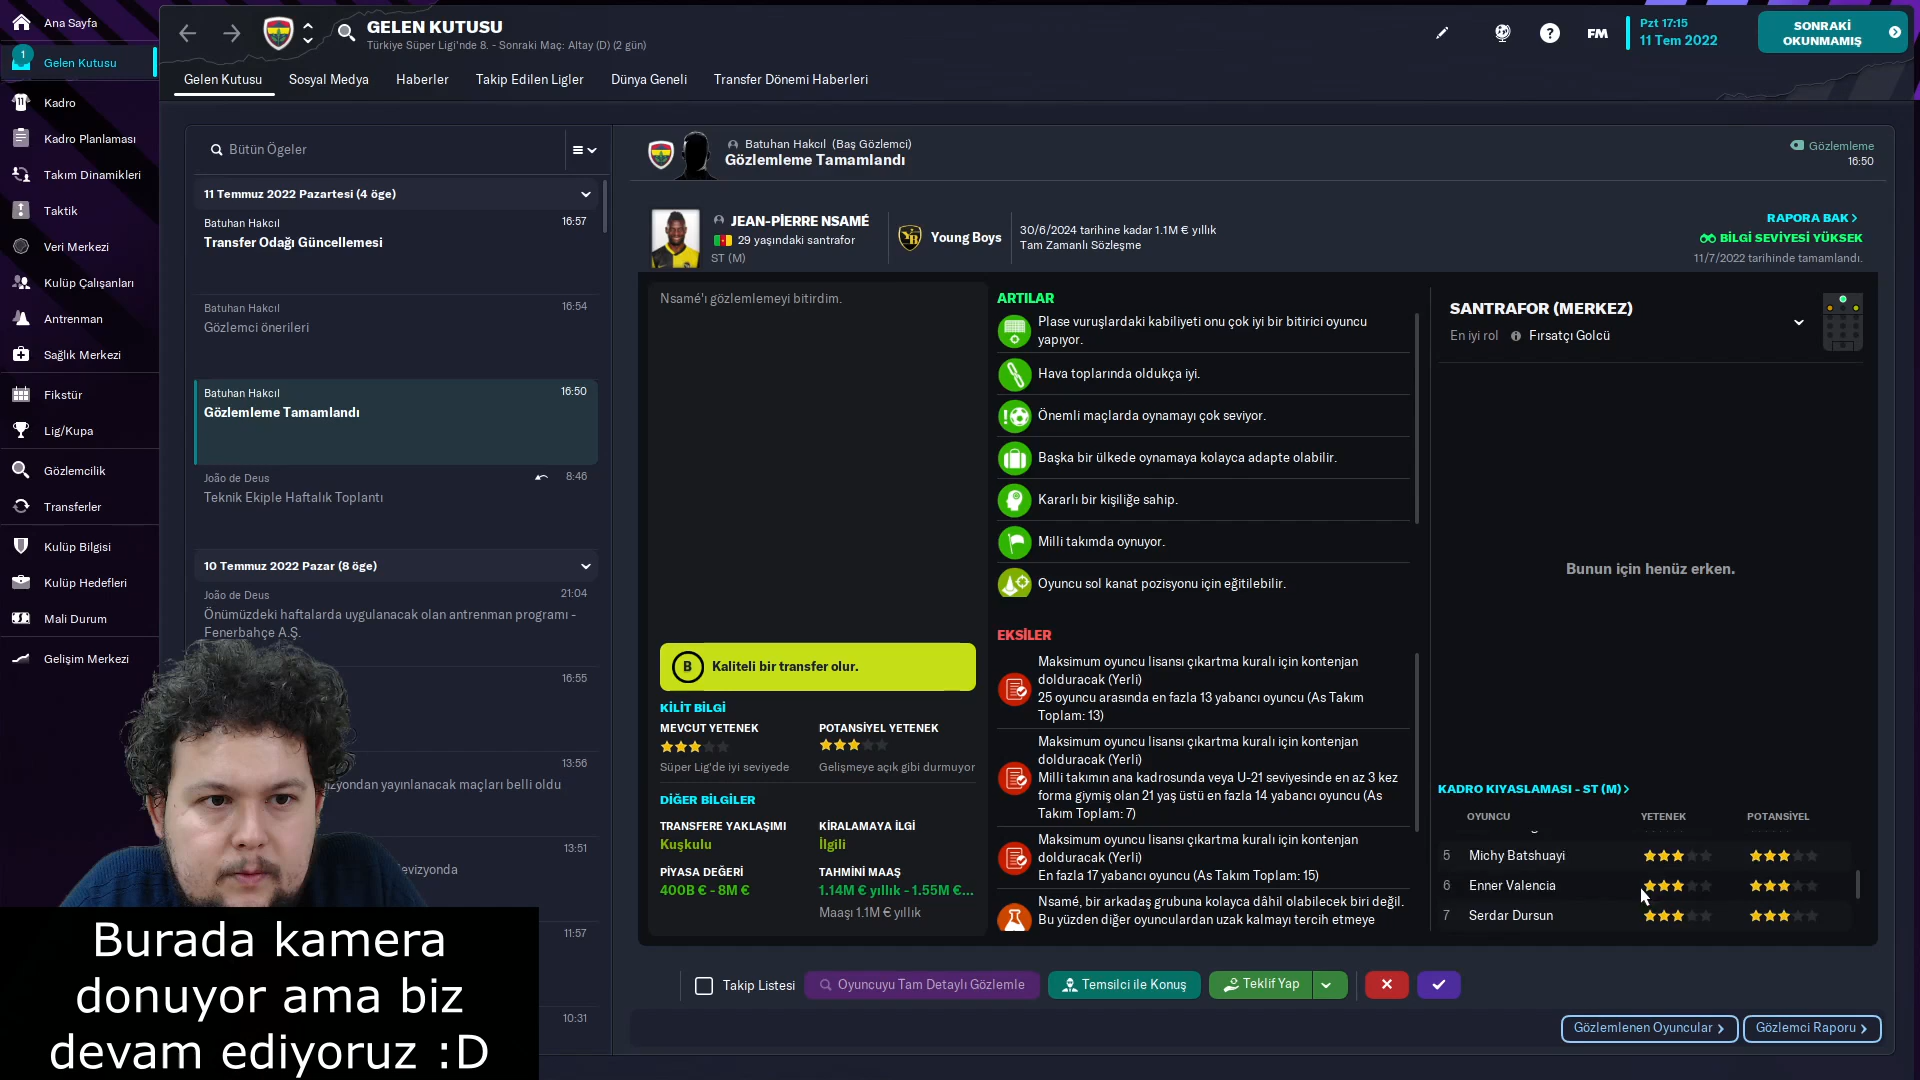 Ana Sayfa
1
Gelen Kutusu
Kadro
Kadro Planlaması
Takım Dinamikleri
Taktik
Veri Merkezi
Kulüp Çalışanları
Antrenman
Sağlık Merkezi
Fikstür
Lig/Kupa
Gözlemcilik
Transferler
Kulüp Bilgisi
Kulüp Hedefleri
Mali Durum
Gelişim Merkezi
GELEN KUTUSU
Türkiye Süper Ligi'nde 8. - Sonraki Maç: Altay (D) (2 gün)
? FM
Pzt 17:15
11 Tem 2022
SONRAKİ
OKUNMAMIŞ
Gelen Kutusu Sosyal Medya Haberler Takip Edilen Ligler Dünya Geneli Transfer Dönemi Haberleri
Bütün Ögeler
11 Temmuz 2022 Pazartesi (4 öge)
Batuhan Hakcıl 16:57
Transfer Odağı Güncellemesi
Batuhan Hakcıl 16:54
Gözlemci önerileri
Batuhan Hakcıl 16:50
Gözlemleme Tamamlandı
João de Deus 8:46
Teknik Ekiple Haftalık Toplantı
10 Temmuz 2022 Pazar (8 öge)
João de Deus 21:04
Önümüzdeki haftalarda uygulanacak olan antrenman programı -
Fenerbahçe A.Ş.
16:55
13:56
yayınlanacak maçları belli oldu
13:51
11:57
10:31
Batuhan Hakcıl (Baş Gözlemci)
Gözlemleme Tamamlandı
Gözlemleme
16:50
JEAN-PİERRE NSAMÉ
29 yaşındaki santrafor
ST (M)
Young Boys
30/6/2024 tarihine kadar 1.1M € yıllık
Tam Zamanlı Sözleşme
RAPORA BAK
BİLGİ SEVİYESİ YÜKSEK
11/7/2022 tarihinde tamamlandı.
Nsamé'ı gözlemlemeyi bitirdim.
B Kaliteli bir transfer olur.
KİLİT BİLGİ
MEVCUT YETENEK POTANSİYEL YETENEK
Süper Lig'de iyi seviyede Gelişmeye açık gibi durmuyor
DİĞER BİLGİLER
TRANSFERE YAKLAŞIMI KİRALAMAYA İLGİ
Kuşkulu İlgili
PİYASA DEĞERİ TAHMİNİ MAAŞ
400B € - 8M € 1.14M € yıllık - 1.55M €...
Maaşı 1.1M € yıllık
ARTILAR
Plase vuruşlardaki kabiliyeti onu çok iyi bir bitirici oyuncu
yapıyor.
Hava toplarında oldukça iyi.
Önemli maçlarda oynamayı çok seviyor.
Başka bir ülkede oynamaya kolayca adapte olabilir.
Kararlı bir kişiliğe sahip.
Milli takımda oynuyor.
Oyuncu sol kanat pozisyonu için eğitilebilir.
EKSİLER
Maksimum oyuncu lisansı çıkartma kuralı için kontenjan
dolduracak (Yerli)
25 oyuncu arasında en fazla 13 yabancı oyuncu (As Takım
Toplam: 13)
Maksimum oyuncu lisansı çıkartma kuralı için kontenjan
dolduracak (Yerli)
Milli takımın ana kadrosunda veya U-21 seviyesinde en az 3 kez
forma giymiş olan 21 yaş üstü en fazla 14 yabancı oyuncu (As
Takım Toplam: 7)
Maksimum oyuncu lisansı çıkartma kuralı için kontenjan
dolduracak (Yerli)
En fazla 17 yabancı oyuncu (As Takım Toplam: 15)
Nsamé, bir arkadaş grubuna kolayca dâhil olabilecek biri değil.
Bu yüzden diğer oyunculardan uzak kalmayı tercih etmeye
SANTRAFOR (MERKEZ)
En iyi rol Fırsatçı Golcü
Bunun için henüz erken.
KADRO KIYASLAMASI - ST (M)
OYUNCU YETENEK POTANSİYEL
5 Michy Batshuayi
6 Enner Valencia
7 Serdar Dursun
Takip Listesi
Oyuncuyu Tam Detaylı Gözlemle
Temsilci ile Konuş
Teklif Yap
Gözlemlenen Oyuncular
Gözlemci Raporu
Burada kamera
donuyor ama biz
devam ediyoruz :D